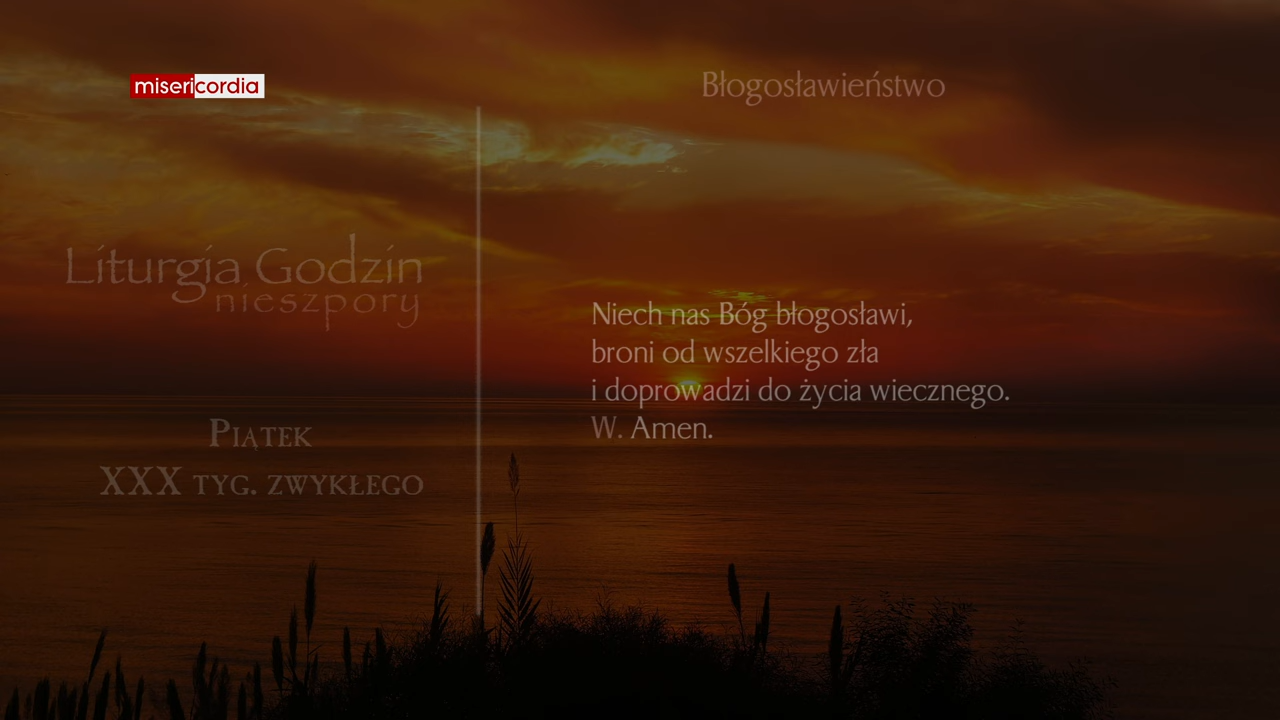 misericordia
Błogosławieństwo
Liturgia Godzin
nieszpory
Niech nas Bóg błogosławi,
broni od wszelkiego zła
i doprowadzi do życia wiecznego.
W. Amen.
Piątek
XXX tyg. zwykłego